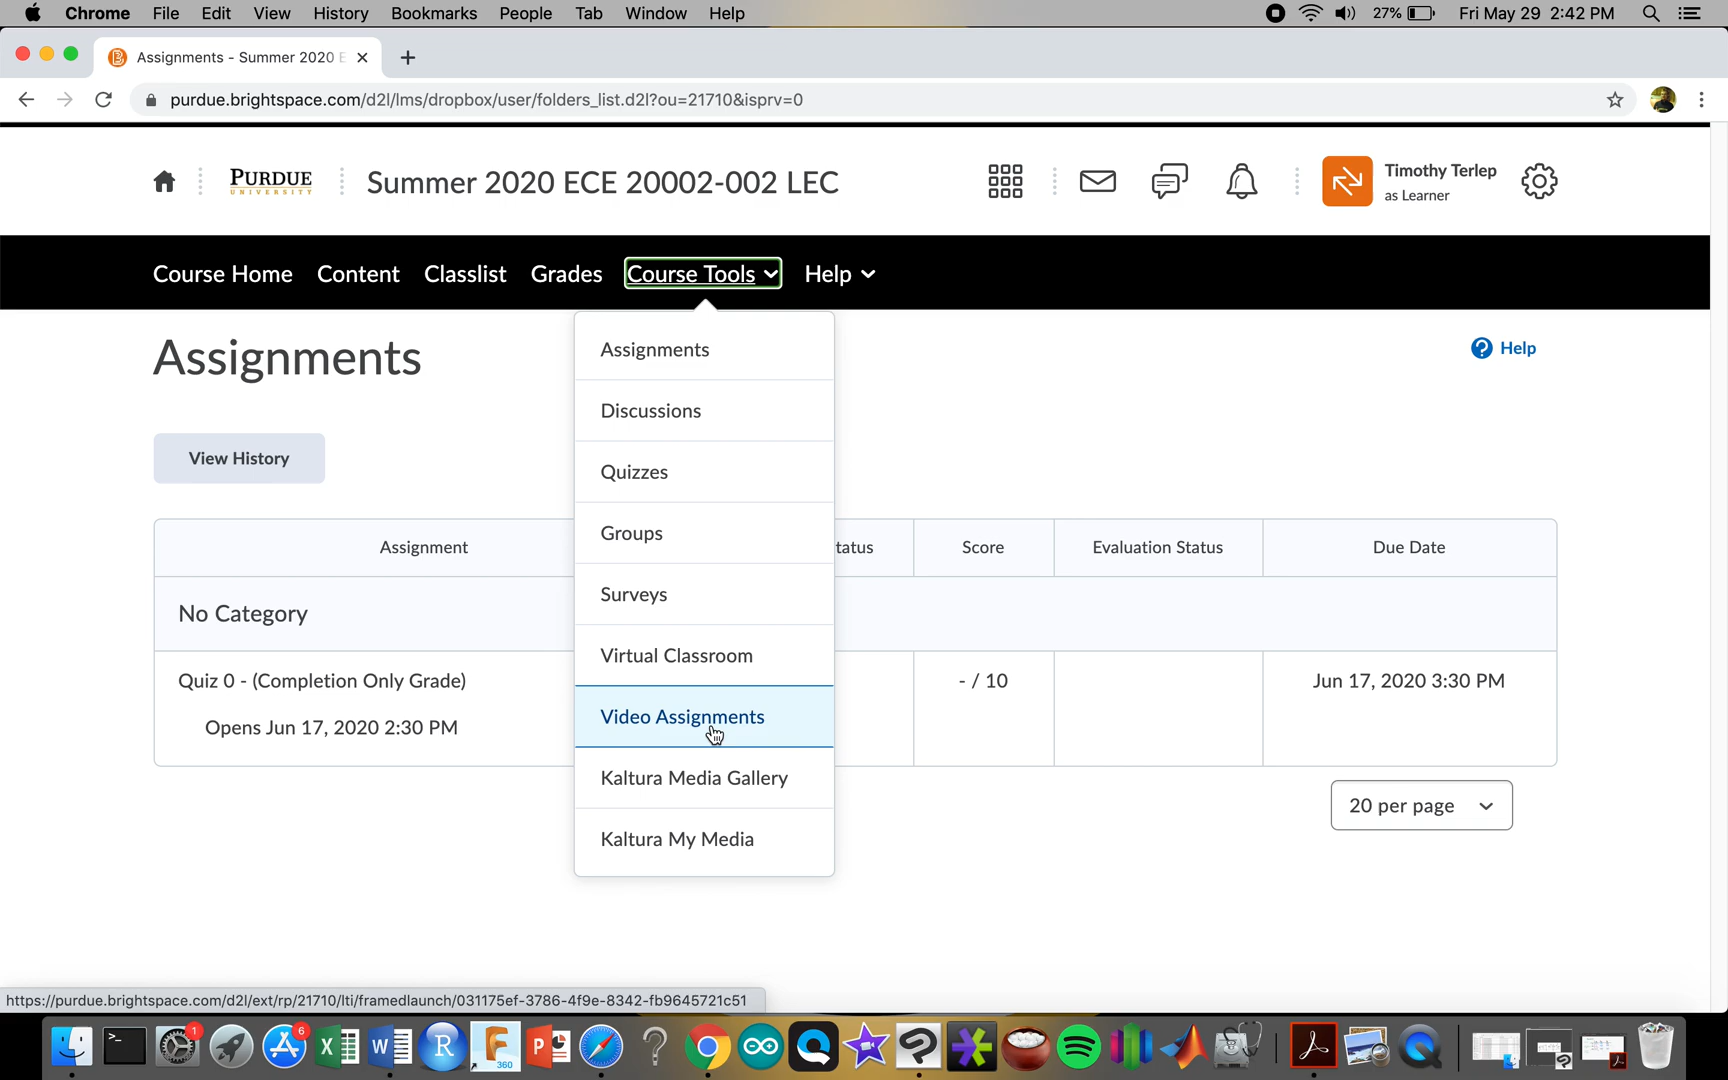 Chrome File Edit View History Bookmarks People Tab Window Help 27% Fri May 29 2:42 PM
Assignments - Summer 2020 E
purdue.brightspace.com/d2l/lms/dropbox/user/folders_list.d2l?ou=21710&isprv=0
PURDUE
UNIVERSITY
Summer 2020 ECE 20002-002 LEC
Timothy Terlep
as Learner
Course Home Content Classlist Grades Course Tools Help
Assignments
Help
View History
Assignments
Discussions
Quizzes
Groups
Surveys
Virtual Classroom
Video Assignments
Kaltura Media Gallery
Kaltura My Media
Assignment tatus Score Evaluation Status Due Date
No Category
Quiz 0 - (Completion Only Grade) - / 10 Jun 17, 2020 3:30 PM
Opens Jun 17, 2020 2:30 PM
20 per page
https://purdue.brightspace.com/d2l/ext/rp/21710/lti/framedlaunch/031175ef-3786-4f9e-8342-fb9645721c51
1
6
X
W
R
F
360
P
?